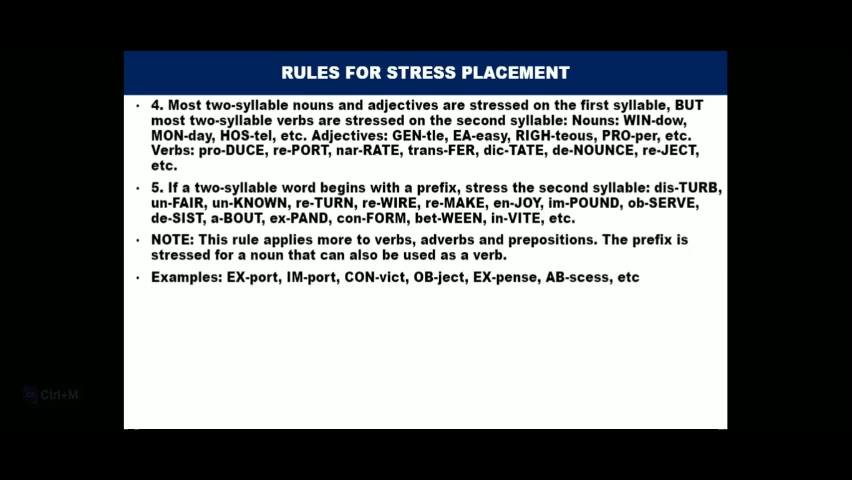 RULES FOR STRESS PLACEMENT
• 4. Most two-syllable nouns and adjectives are stressed on the first syllable, BUT
most two-syllable verbs are stressed on the second syllable: Nouns: WIN-dow,
MON-day, HOS-tel, etc. Adjectives: GEN-tle, EA-easy, RIGH-teous, PRO-per, etc.
Verbs: pro-DUCE, re-PORT, nar-RATE, trans-FER, dic-TATE, de-NOUNCE, re-JECT,
etc.
• 5. If a two-syllable word begins with a prefix, stress the second syllable: dis-TURB,
un-FAIR, un-KNOWN, re-TURN, re-WIRE, re-MAKE, en-JOY, im-POUND, ob-SERVE,
de-SIST, a-BOUT, ex-PAND, con-FORM, bet-WEEN, in-VITE, etc.
• NOTE: This rule applies more to verbs, adverbs and prepositions. The prefix is
stressed for a noun that can also be used as a verb.
• Examples: EX-port, IM-port, CON-vict, OB-ject, EX-pense, AB-scess, etc
Ctrl+M